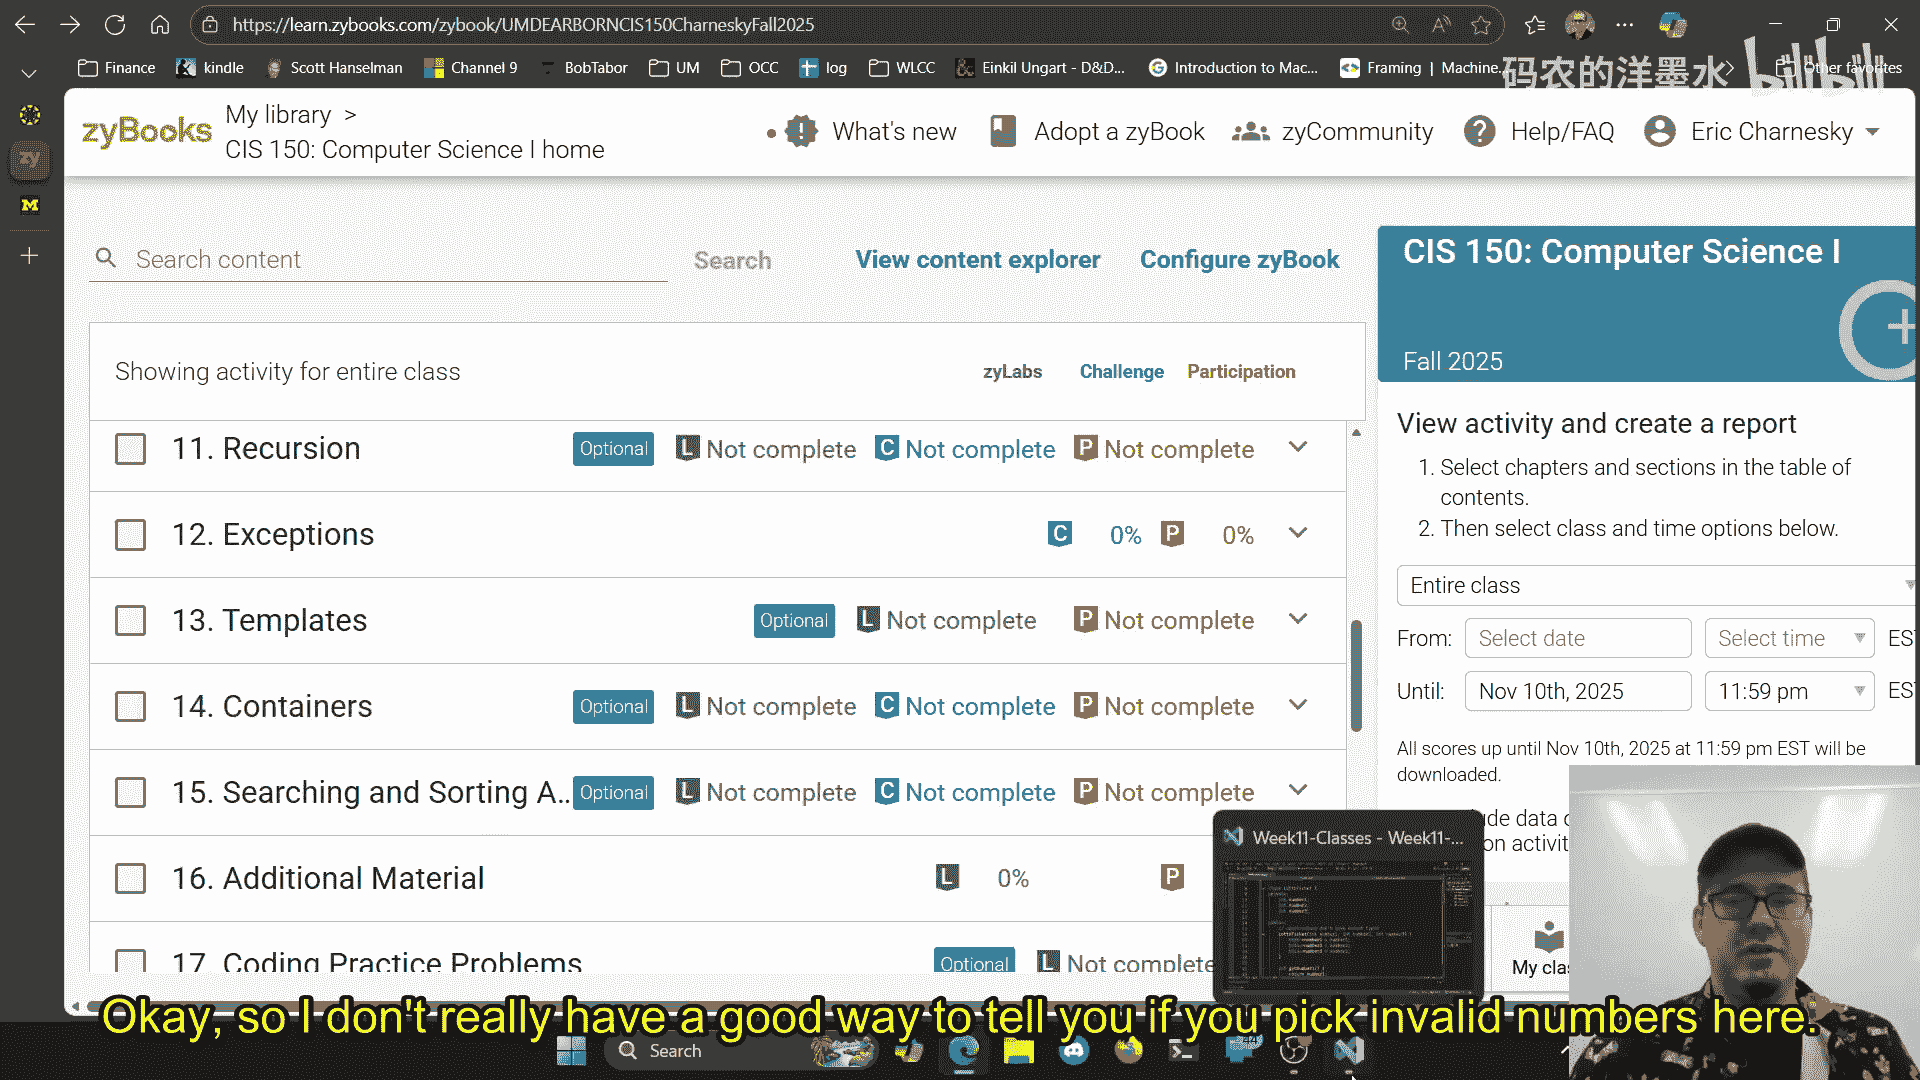 https://learn.zybooks.com/zybook/UMDEARBORNCIS150CharneskyFall2025
Finance
kindle
Scott Hanselman
Channel 9
BobTabor
UM
OCC
log
WLCC
Einkil Ungart - D&D...
Introduction to Mac...
Framing | Machine...
Other favorites
码农的洋墨水 bilibili
zyBooks
My library >
CIS 150: Computer Science I home
What's new
Adopt a zyBook
zyCommunity
Help/FAQ
Eric Charnesky
Search content
Search
View content explorer
Configure zyBook
Showing activity for entire class
zyLabs Challenge Participation
11. Recursion Optional L Not complete C Not complete P Not complete
12. Exceptions C 0% P 0%
13. Templates Optional L Not complete P Not complete
14. Containers Optional L Not complete C Not complete P Not complete
15. Searching and Sorting A... Optional L Not complete C Not complete P Not complete
16. Additional Material L 0% P
17. Coding Practice Problems Optional L Not complete
CIS 150: Computer Science I
Fall 2025
View activity and create a report
1. Select chapters and sections in the table of
contents.
2. Then select class and time options below.
Entire class
From: Select date Select time
Until: Nov 10th, 2025 11:59 pm
All scores up until Nov 10th, 2025 at 11:59 pm EST will be
downloaded.
Week11-Classes - Week11-...
My
Okay, so I don't really have a good way to tell you if you pick invalid numbers here.
Search